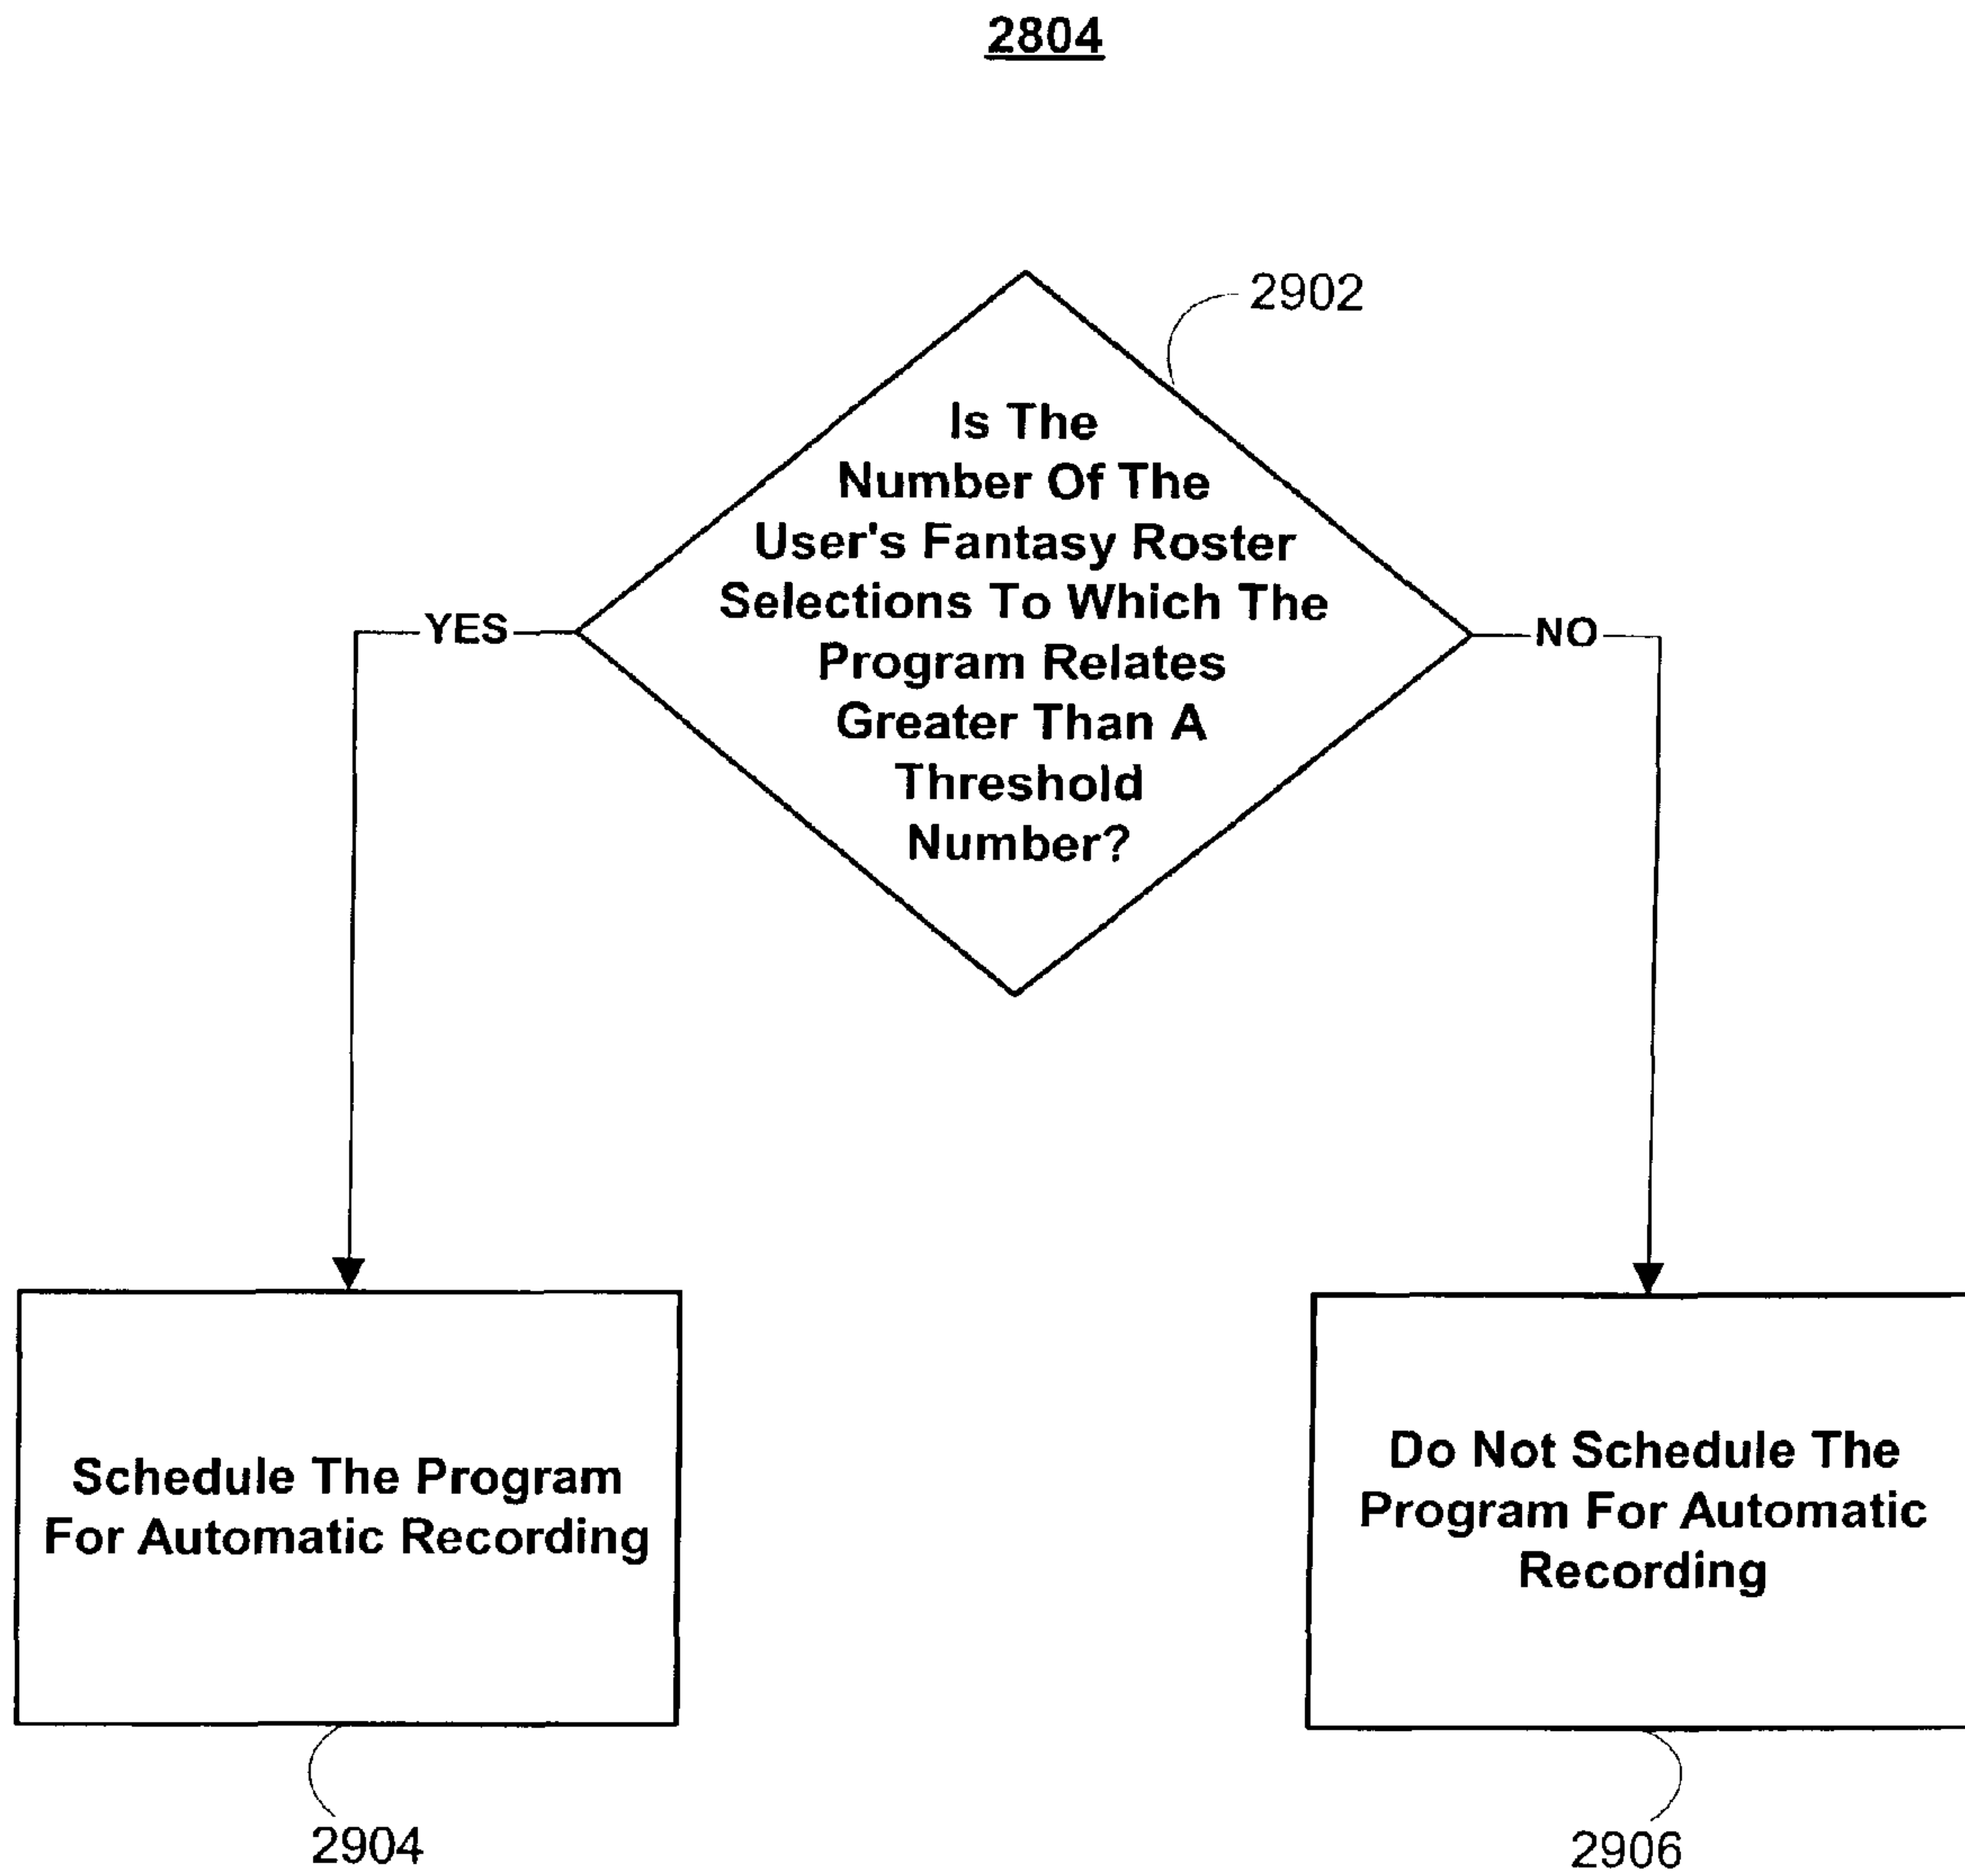 2804
2902
Is The
Number Of The
User's Fantasy Roster
Selections To Which The
Program Relates
Greater Than A
Threshold
Number?
YES
NO
Schedule The Program
For Automatic Recording
Do Not Schedule The
Program For Automatic
Recording
2904
2906